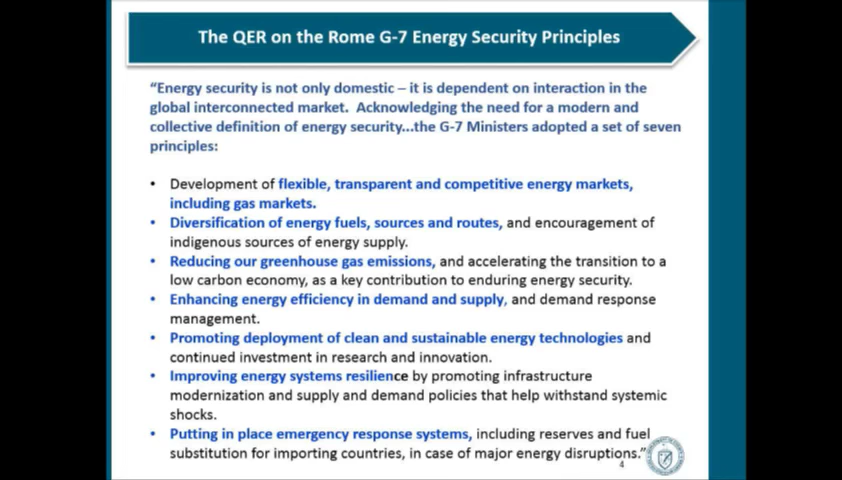 The QER on the Rome G-7 Energy Security Principles
“Energy security is not only domestic – it is dependent on interaction in the
global interconnected market.  Acknowledging the need for a modern and
collective definition of energy security...the G-7 Ministers adopted a set of seven
principles:
• Development of flexible, transparent and competitive energy markets,
including gas markets.
• Diversification of energy fuels, sources and routes, and encouragement of
indigenous sources of energy supply.
• Reducing our greenhouse gas emissions, and accelerating the transition to a
low carbon economy, as a key contribution to enduring energy security.
• Enhancing energy efficiency in demand and supply, and demand response
management.
• Promoting deployment of clean and sustainable energy technologies and
continued investment in research and innovation.
• Improving energy systems resilience by promoting infrastructure
modernization and supply and demand policies that help withstand systemic
shocks.
• Putting in place emergency response systems, including reserves and fuel
substitution for importing countries, in case of major energy disruptions.”
4